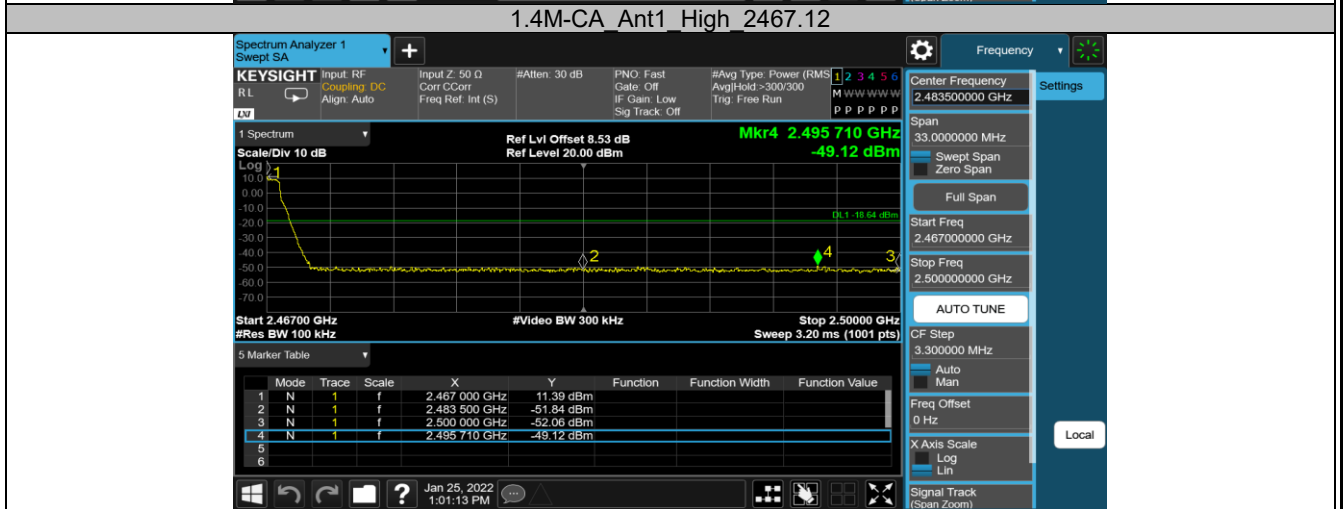 (Span Zoom)
1.4M-CA_Ant1_High_2467.12
Spectrum Analyzer 1
Swept SA
+
Frequency
KEYSIGHT
RL
LXI
Input: RF
Coupling: DC
Align: Auto
Input Z: 50 Ω
Corr CCorr
Freq Ref: Int (S)
#Atten: 30 dB
PNO: Fast
Gate: Off
IF Gain: Low
Sig Track: Off
#Avg Type: Power (RMS
Avg|Hold:>300/300
Trig: Free Run
1 2 3 4 5 6
M W W W W W
P P P P P P
1 Spectrum
Scale/Div 10 dB
Ref Lvl Offset 8.53 dB
Ref Level 20.00 dBm
Mkr4 2.495 710 GHz
-49.12 dBm
Log
10.0
0.00
-10.0
-20.0
-30.0
-40.0
-50.0
-60.0
-70.0
1
2
4
3
DL1 -18.64 dBm
Start 2.46700 GHz
#Res BW 100 kHz
#Video BW 300 kHz
Stop 2.50000 GHz
Sweep 3.20 ms (1001 pts)
5 Marker Table
Mode Trace Scale X Y Function Function Width Function Value
1 N 1 f 2.467 000 GHz 11.39 dBm
2 N 1 f 2.483 500 GHz -51.84 dBm
3 N 1 f 2.500 000 GHz -52.06 dBm
4 N 1 f 2.495 710 GHz -49.12 dBm
5
6
?
Jan 25, 2022
1:01:13 PM
Center Frequency
2.483500000 GHz
Settings
Span
33.0000000 MHz
Swept Span
Zero Span
Full Span
Start Freq
2.467000000 GHz
Stop Freq
2.500000000 GHz
AUTO TUNE
CF Step
3.300000 MHz
Auto
Man
Freq Offset
0 Hz
Local
X Axis Scale
Log
Lin
Signal Track
(Span Zoom)